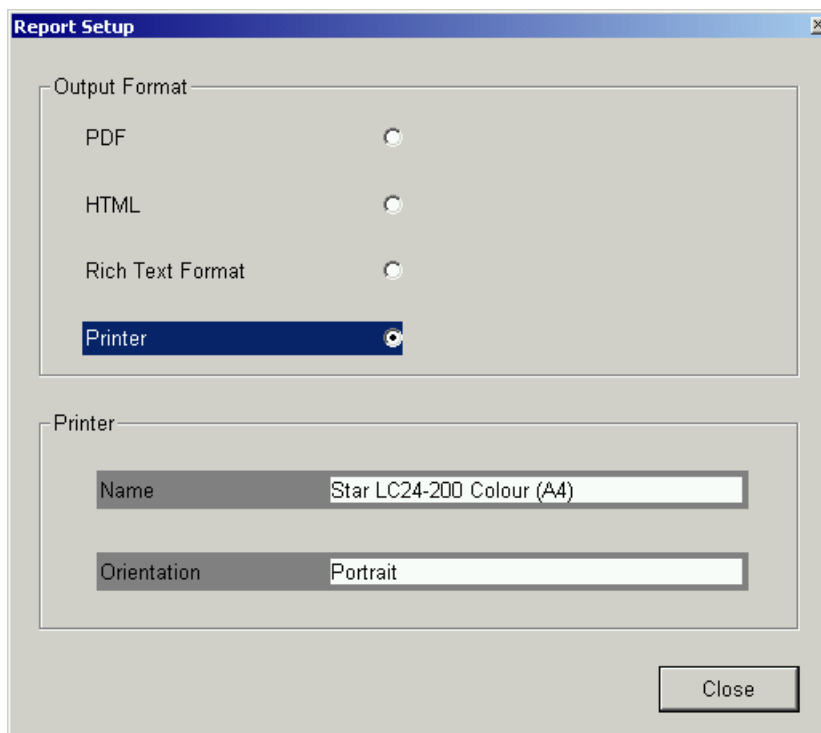 Report Setup
Output Format
PDF
HTML
Rich Text Format
Printer
Printer
Name Star LC24-200 Colour (A4)
Orientation Portrait
Close